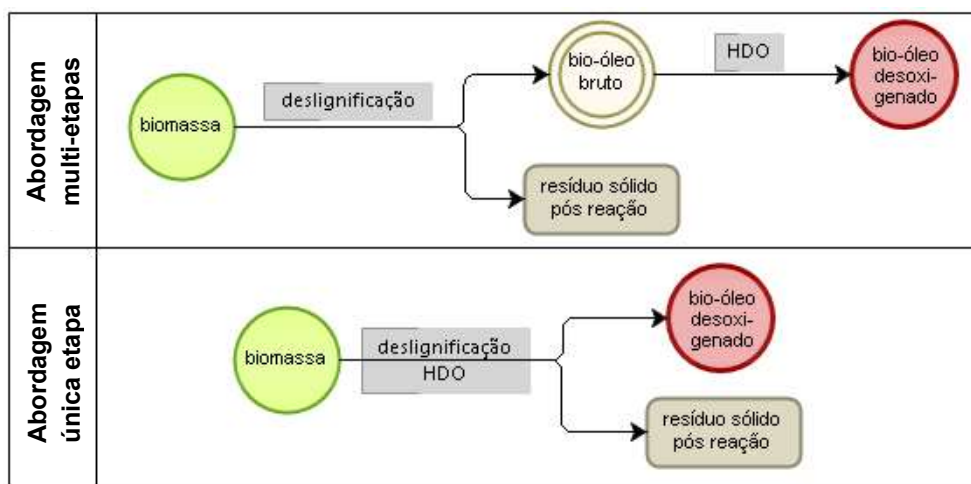 Abordagem
multi-etapas
biomassa
deslignificação
bio-óleo
bruto
HDO
bio-óleo
desoxi-
genado
resíduo sólido
pós reação
Abordagem
única etapa
biomassa
deslignificação
HDO
bio-óleo
desoxi-
genado
resíduo sólido
pós reação